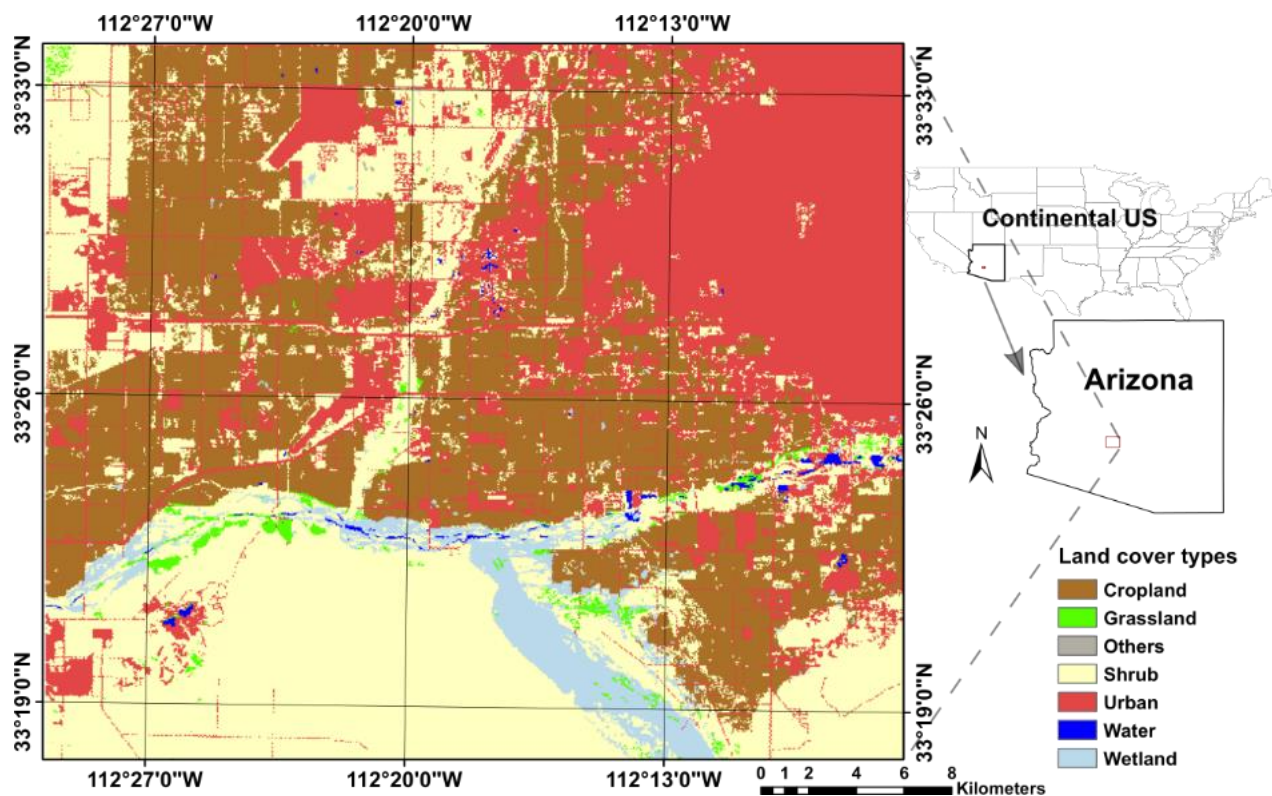 112°27'0"W 112°20'0"W 112°13'0"W
33°33'0"N
33°33'0"N
Continental US
33°26'0"N
33°26'0"N
Arizona
N
Land cover types
Cropland
Grassland
Others
Shrub
Urban
Water
Wetland
33°19'0"N
33°19'0"N
112°27'0"W 112°20'0"W 112°13'0"W
0 1 2 4 6 8
Kilometers